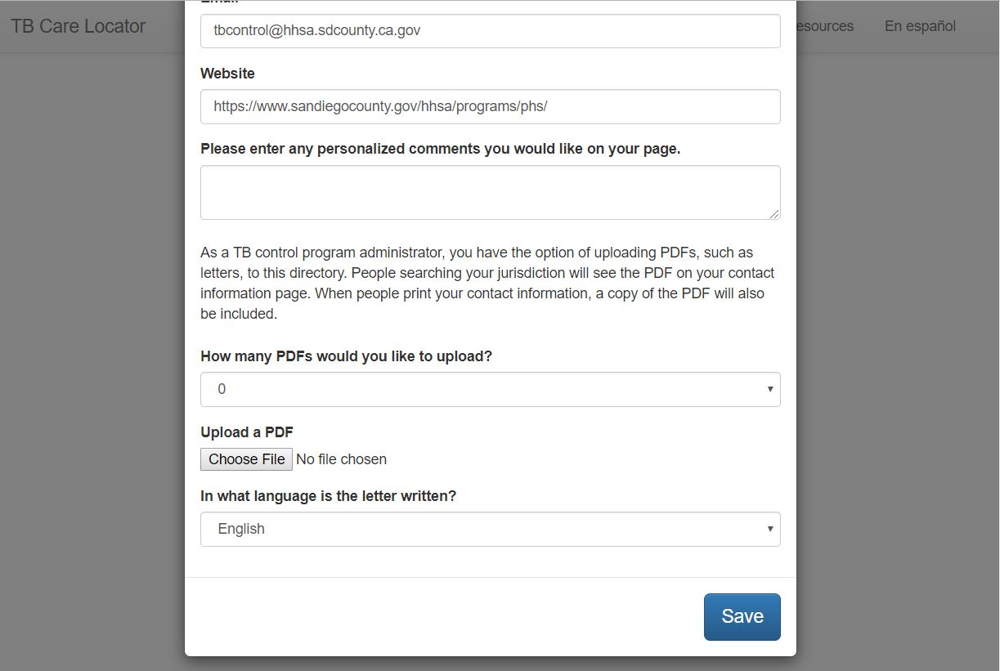 TB Care Locator
En español
tbcontrol@hhsa.sdcounty.ca.gov
Website
https://www.sandiegocounty.gov/hhsa/programs/phs/
Please enter any personalized comments you would like on your page.
As a TB control program administrator, you have the option of uploading PDFs, such as
letters, to this directory. People searching your jurisdiction will see the PDF on your contact
information page. When people print your contact information, a copy of the PDF will also
be included.
How many PDFs would you like to upload?
0
Upload a PDF
Choose File No file chosen
In what language is the letter written?
English
Save